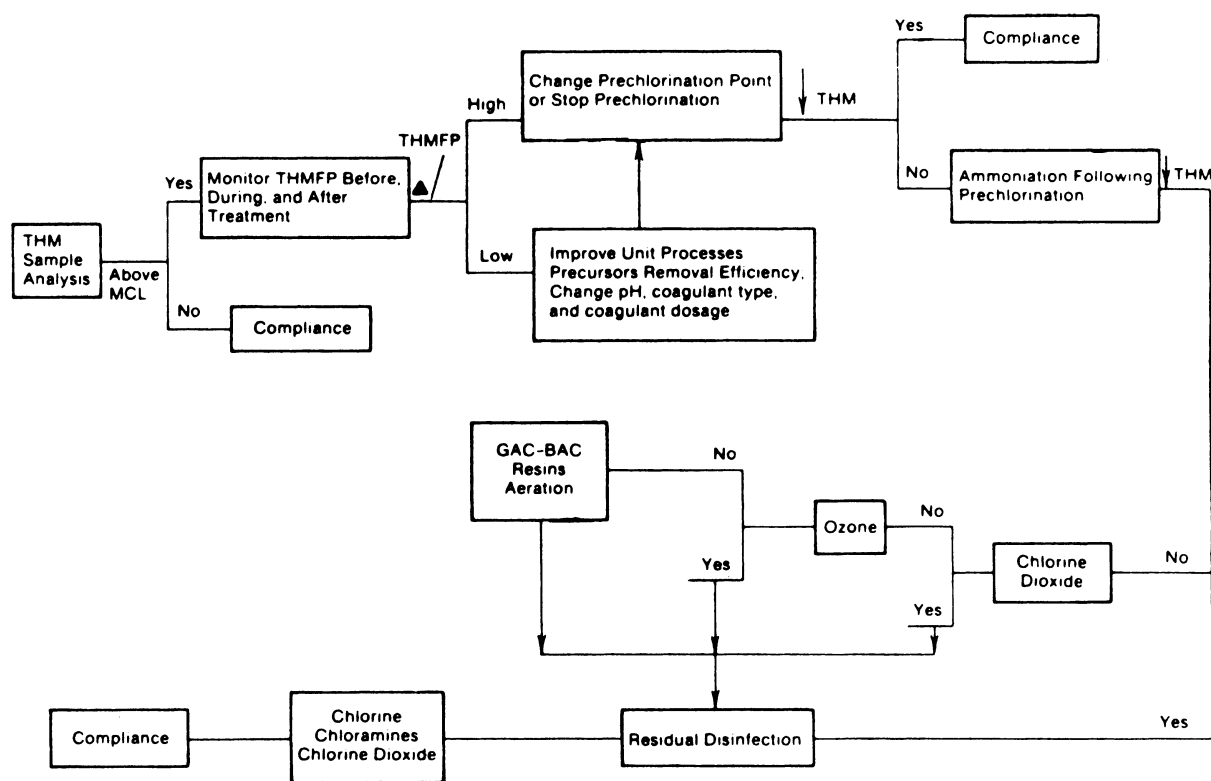 Yes
Compliance
Change Prechlorination Point
or Stop Prechlorination
High
THM
THMFP
No
Ammoniation Following
Prechlorination
THM
Yes
Monitor THMFP Before,
During, and After
Treatment
THM
Sample
Analysis
Above
MCL
Low
Improve Unit Processes
Precursors Removal Efficiency,
Change pH, coagulant type,
and coagulant dosage
No
Compliance
GAC-BAC
Resins
Aeration
No
Ozone
No
Yes
Chlorine
Dioxide
No
Yes
Compliance
Chlorine
Chloramines
Chlorine Dioxide
Residual Disinfection
Yes